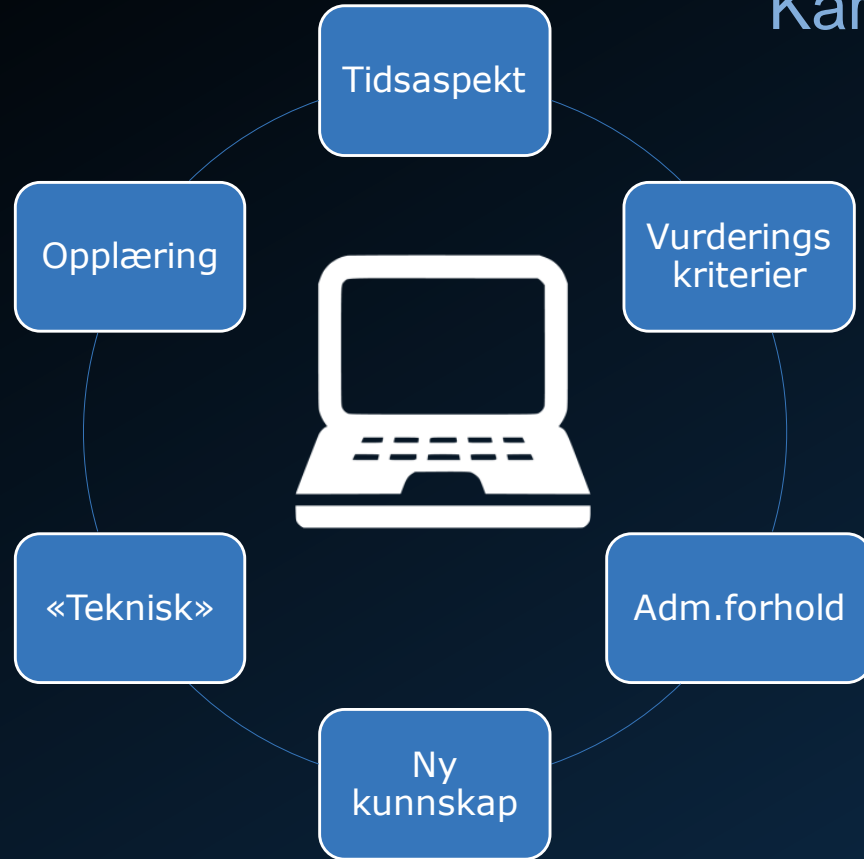 Tidsaspekt
Vurderings
kriterier
Adm.forhold
Ny
kunnskap
«Teknisk»
Opplæring